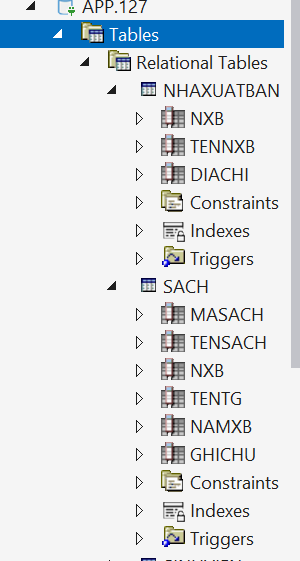 APP.127
Tables
Relational Tables
NHAXUATBAN
NXB
TENNXB
DIACHI
Constraints
Indexes
Triggers
SACH
MASACH
TENSACH
NXB
TENTG
NAMXB
GHICHU
Constraints
Indexes
Triggers